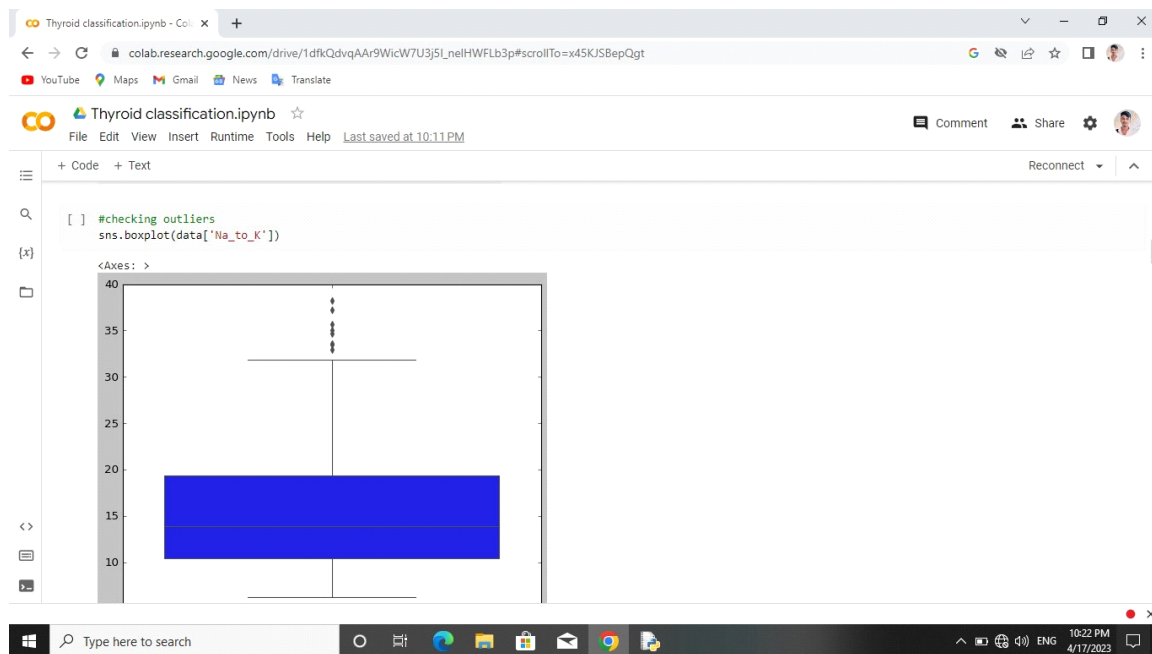 Thyroid classification.ipynb - Col
colab.research.google.com/drive/1dfkQdvqAAr9WicW7U3j5I_nelHWFLb3p#scrollTo=x45KJSBepQgt
YouTube Maps Gmail News Translate
Thyroid classification.ipynb
File Edit View Insert Runtime Tools Help Last saved at 10:11 PM
Comment Share
+ Code + Text
Reconnect
[ ] #checking outliers
sns.boxplot(data['Na_to_K'])
{x}
<Axes: >
40
35
30
25
20
15
10
Type here to search
ENG
10:22 PM
4/17/2023